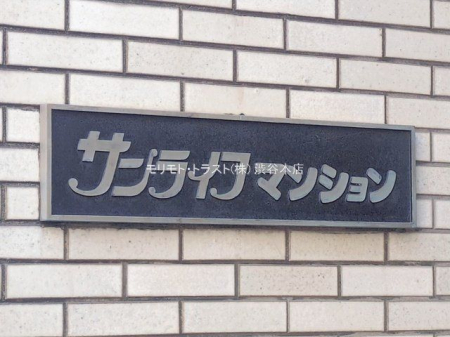 サンライフマンション
モリモト・トラスト(株) 渋谷本店